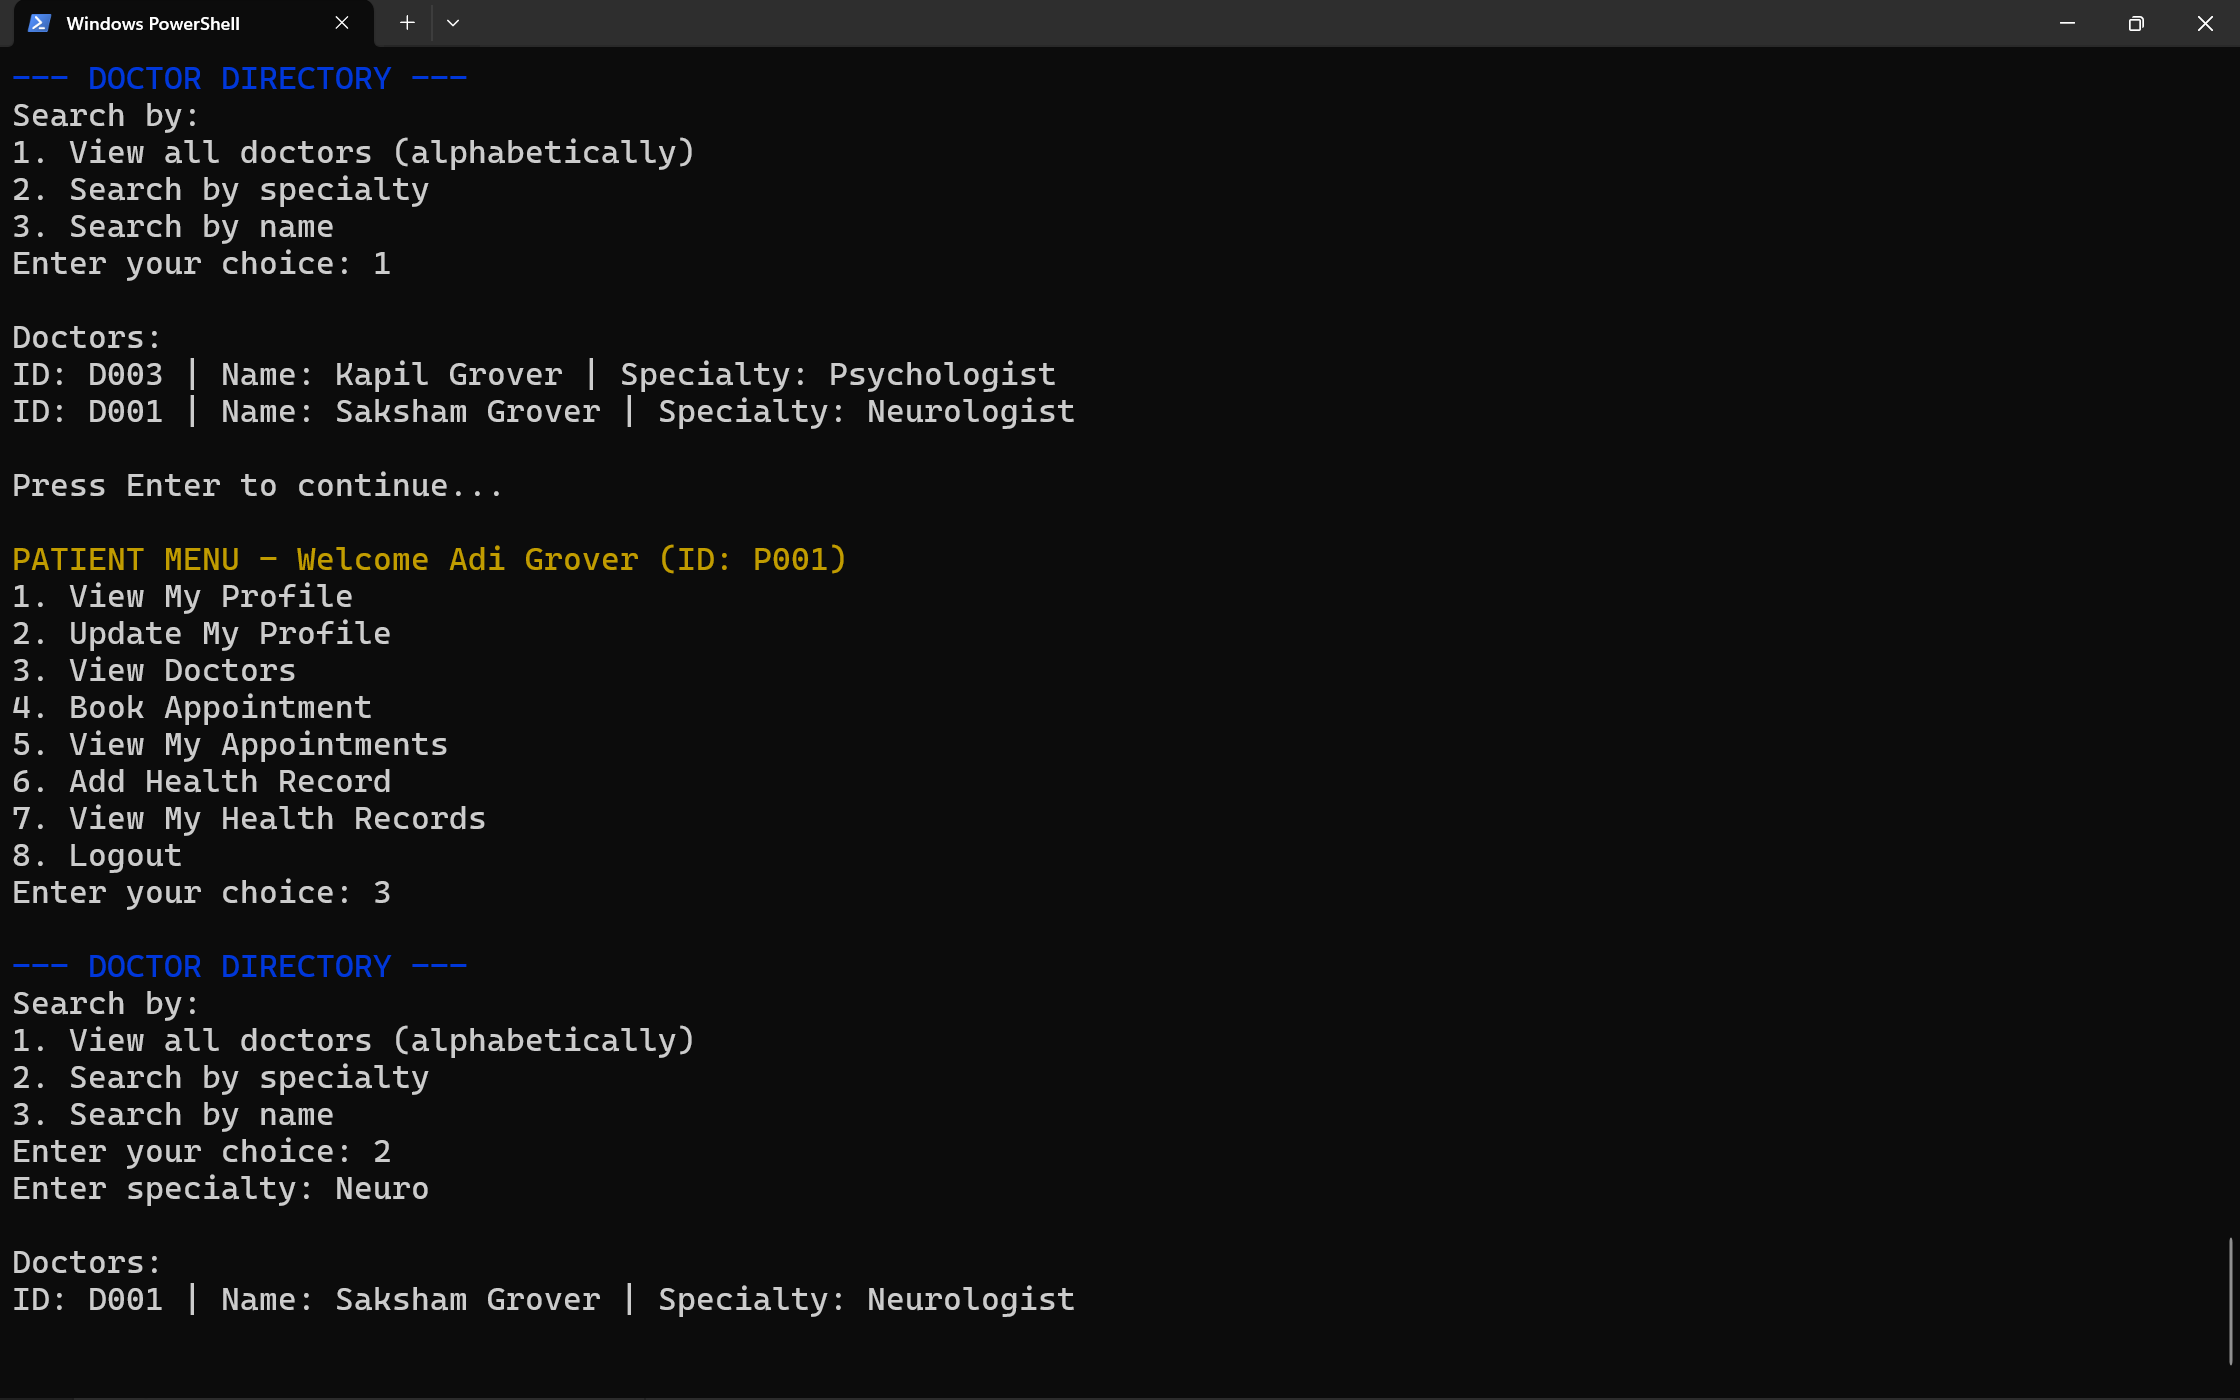 Windows PowerShell
--- DOCTOR DIRECTORY ---
Search by:
1. View all doctors (alphabetically)
2. Search by specialty
3. Search by name
Enter your choice: 1
Doctors:
ID: D003 | Name: Kapil Grover | Specialty: Psychologist
ID: D001 | Name: Saksham Grover | Specialty: Neurologist
Press Enter to continue...
PATIENT MENU - Welcome Adi Grover (ID: P001)
1. View My Profile
2. Update My Profile
3. View Doctors
4. Book Appointment
5. View My Appointments
6. Add Health Record
7. View My Health Records
8. Logout
Enter your choice: 3
--- DOCTOR DIRECTORY ---
Search by:
1. View all doctors (alphabetically)
2. Search by specialty
3. Search by name
Enter your choice: 2
Enter specialty: Neuro
Doctors:
ID: D001 | Name: Saksham Grover | Specialty: Neurologist